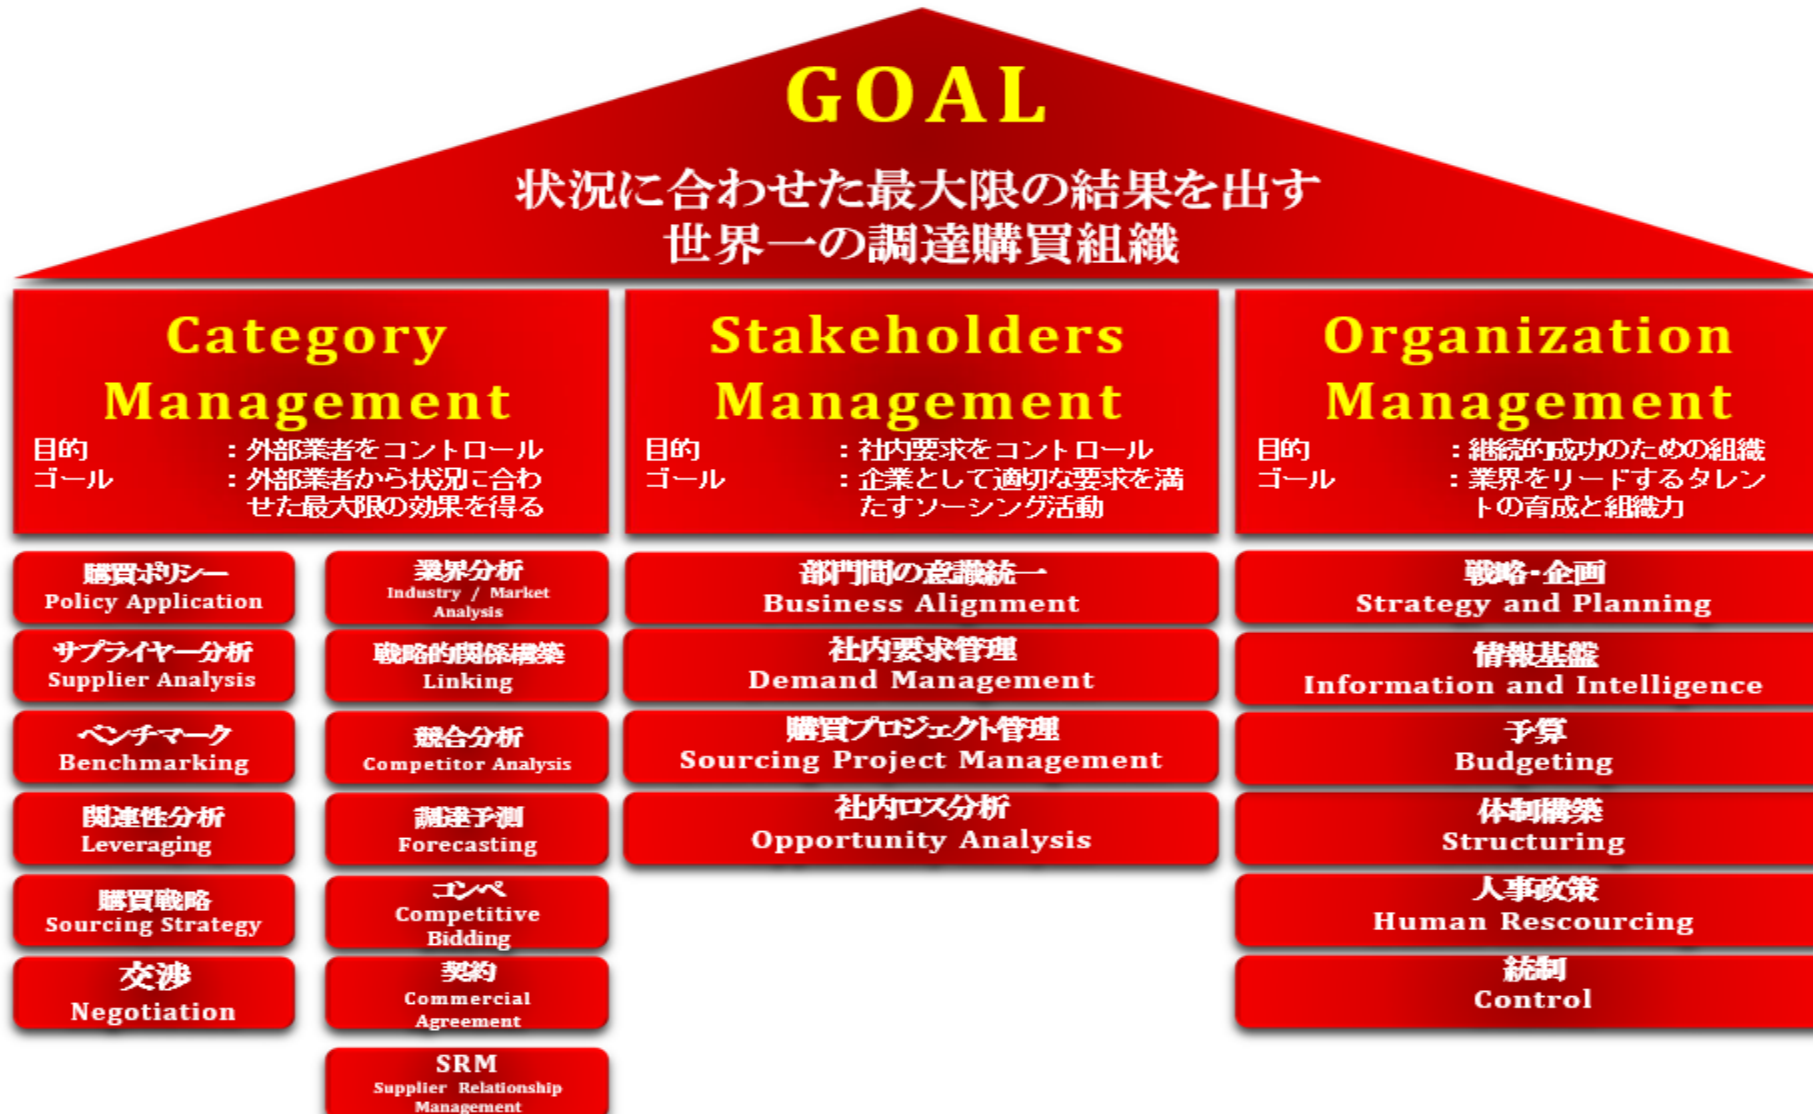 GOAL
状況に合わせた最大限の結果を出す
世界一の調達購買組織
Category
Management
目的 ：外部業者をコントロール
ゴール ：外部業者から状況に合わ
せた最大限の効果を得る
Stakeholders
Management
目的 ：社内要求をコントロール
ゴール ：企業として適切な要求を満
たすソーシング活動
Organization
Management
目的 ：継続的成功のための組織
ゴール ：業界をリードするタレン
トの育成と組織力
購買ポリシー
Policy Application
サプライヤー分析
Supplier Analysis
ベンチマーク
Benchmarking
関連性分析
Leveraging
購買戦略
Sourcing Strategy
交渉
Negotiation
業界分析
Industry / Market
Analysis
戦略的関係構築
Linking
競合分析
Competitor Analysis
調達予測
Forecasting
コンペ
Competitive
Bidding
契約
Commercial
Agreement
SRM
Supplier Relationship
Management
部門間の意識統一
Business Alignment
社内要求管理
Demand Management
購買プロジェクト管理
Sourcing Project Management
社内ロス分析
Opportunity Analysis
戦略・企画
Strategy and Planning
情報基盤
Information and Intelligence
予算
Budgeting
体制構築
Structuring
人事政策
Human Rescourcing
統制
Control